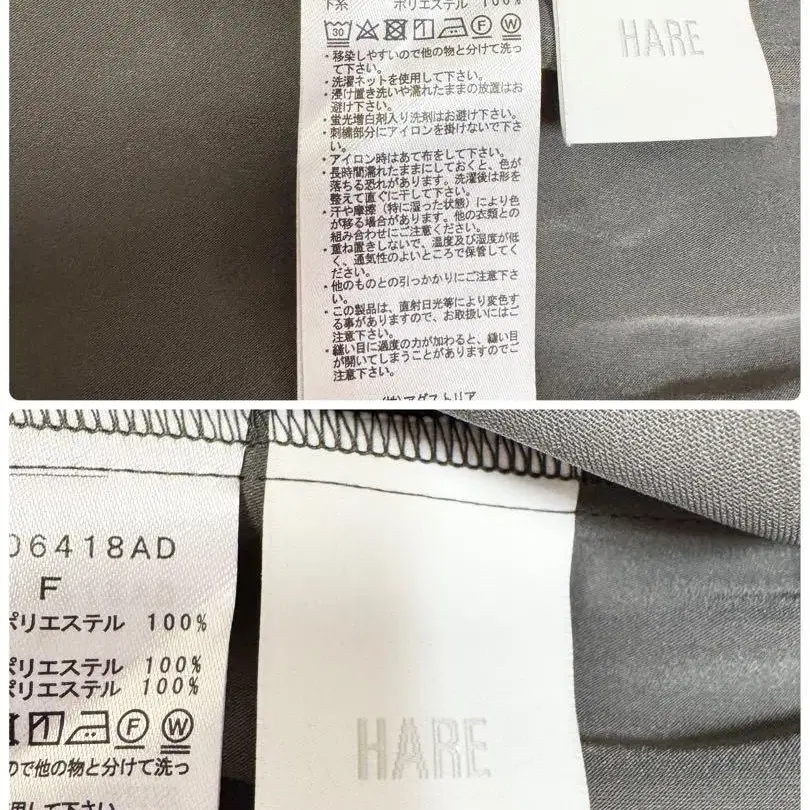 下糸 ポリエステル 100%
30 F W
・移染しやすいので他の物と分けて洗っ
て下さい。
・洗濯ネットを使用して下さい。
・浸け置き洗いや濡れたままの放置はお
避け下さい。
・蛍光増白剤入り洗剤はお避け下さい。
・刺繍部分にアイロンを掛けないで下さ
い。
・アイロン時はあて布をして下さい。
・長時間濡れたままにしておくと、色が
落ちる恐れがあります。洗濯後は形を
整えて直ぐに干して下さい。
・汗や摩擦（特に湿った状態）により色
が移る場合があります。他の衣類との
組み合わせにご注意ください。
・重ね置きしないで、温度及び湿度が低
く、通気性のよいところで保管してく
ださい。
・他のものとの引っかかりにご注意下さ
い。
・この製品は、直射日光等により変色す
る事がありますので、お取扱いにはご
注意下さい。
・縫い目に過度の力が加わると、縫い目
が開いてしまうことがありますのでご
注意下さい。
HARE
06418AD
F
ポリエステル 100%
ポリエステル 100%
ポリエステル 100%
F W
ので他の物と分けて洗っ
用して下さい
HARE